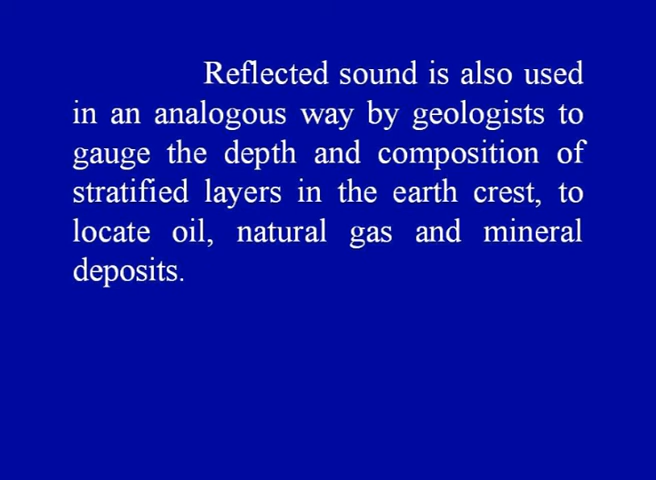 Reflected sound is also used
in an analogous way by geologists to
gauge the depth and composition of
stratified layers in the earth crest, to
locate oil, natural gas and mineral
deposits.